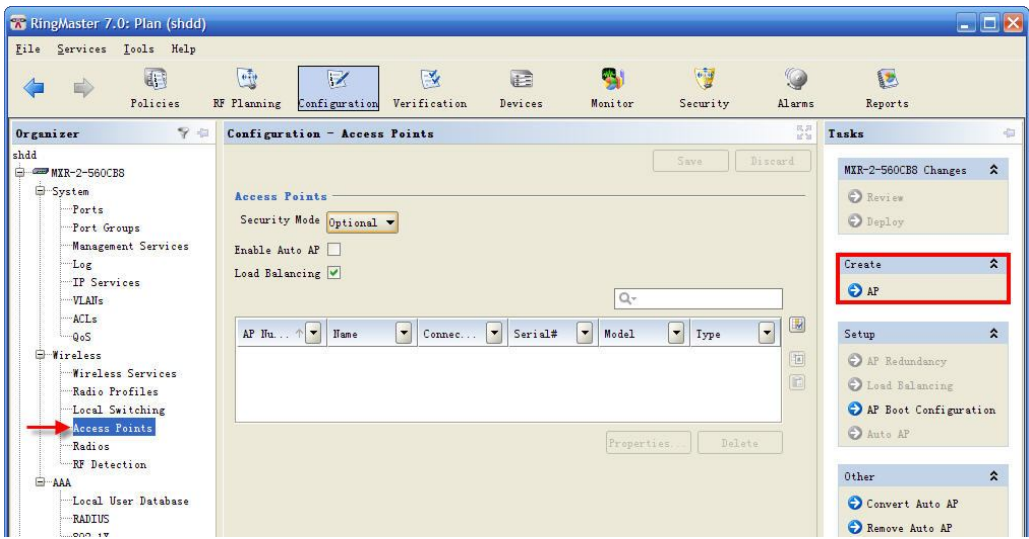 RingMaster 7.0: Plan (shdd)
File Services Tools Help
Policies RF Planning Configuration Verification Devices Monitor Security Alarms Reports
Organizer
shdd
MXR-2-560CB8
System
Ports
Port Groups
Management Services
Log
IP Services
VLANs
ACLs
QoS
Wireless
Wireless Services
Radio Profiles
Local Switching
Access Points
Radios
RF Detection
AAA
Local User Database
RADIUS
802.1X
Configuration - Access Points
Save Discard
Access Points
Security Mode Optional
Enable Auto AP
Load Balancing
AP Nu... Name Connec... Serial# Model Type
Properties... Delete
Tasks
MXR-2-560CB8 Changes
Review
Deploy
Create
AP
Setup
AP Redundancy
Load Balancing
AP Boot Configuration
Auto AP
Other
Convert Auto AP
Remove Auto AP